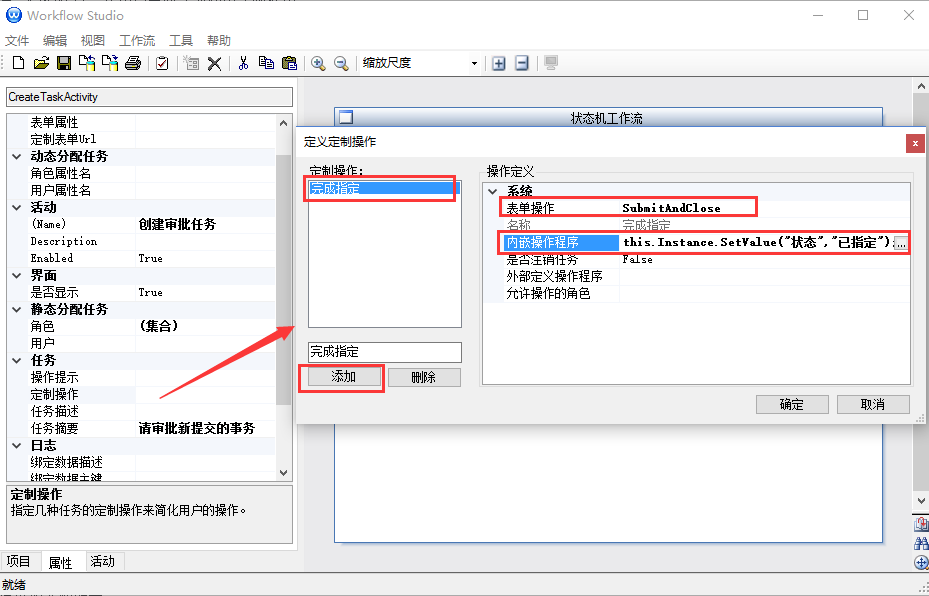 Workflow Studio
文件 编辑 视图 工作流 工具 帮助
缩放尺度
CreateTaskActivity
表单属性
定制表单Url
动态分配任务
角色属性名
用户属性名
活动
(Name) 创建审批任务
Description
Enabled True
界面
是否显示 True
静态分配任务
角色 (集合)
用户
任务
操作提示
定制操作
任务描述
任务摘要 请审批新提交的事务
日志
绑定数据描述
绑定数据主键
定制操作
指定几种任务的定制操作来简化用户的操作。
项目 属性 活动
就绪
状态机工作流
定义定制操作
定制操作:
完成指定
完成指定
添加 删除
操作定义
系统
表单操作 SubmitAndClose
名称 完成指定
内嵌操作程序 this.Instance.SetValue("状态","已指定"); ...
是否注销任务 False
外部定义操作程序
允许操作的角色
确定 取消